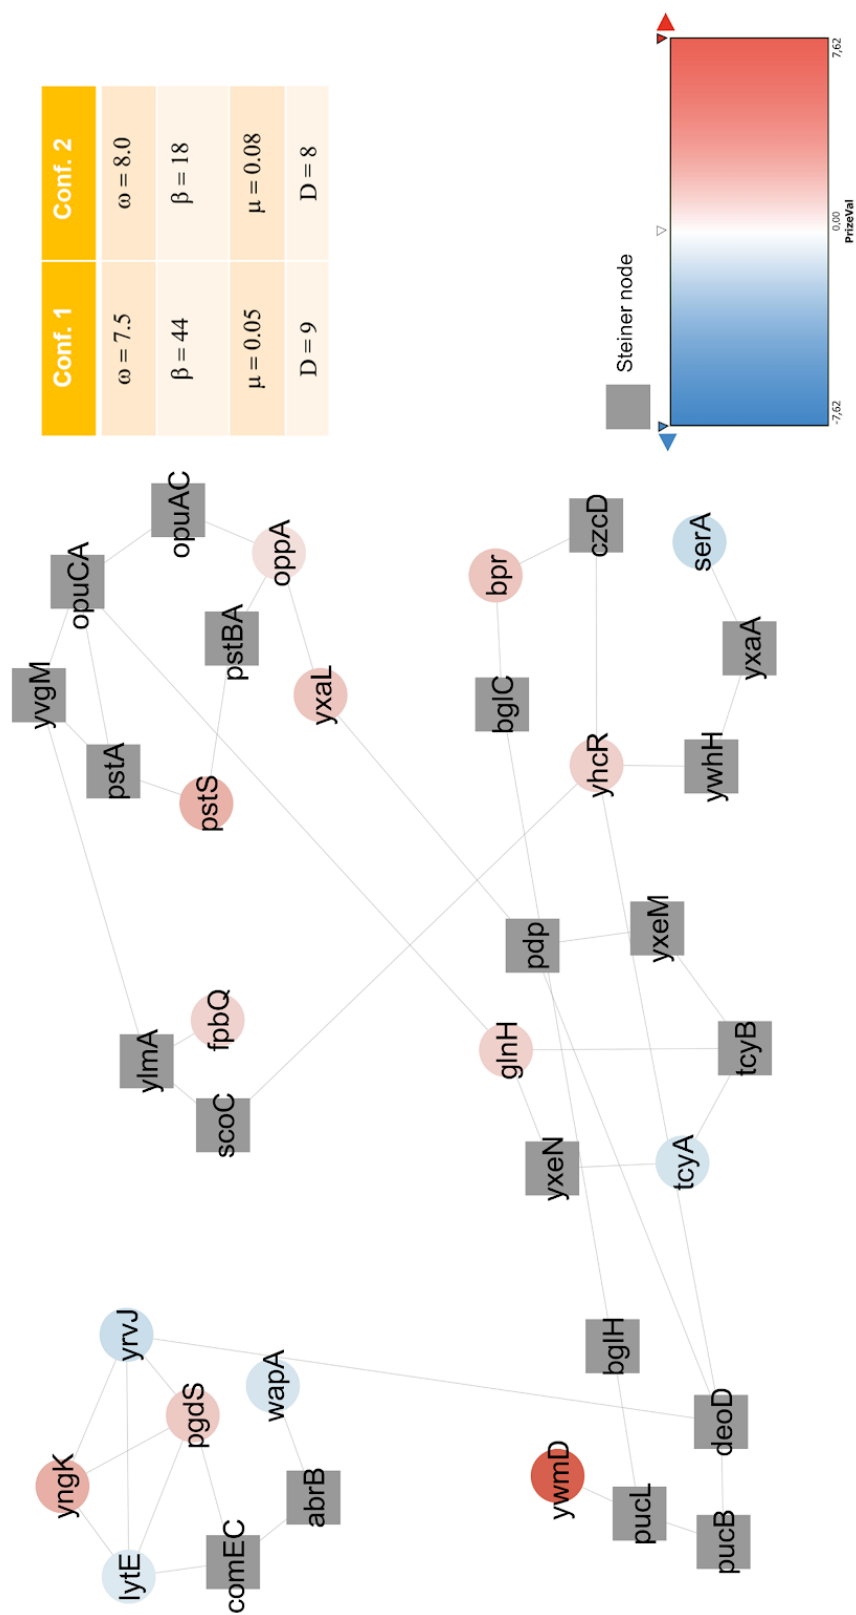 Conf. 1 Conf. 2
ω = 7.5 ω = 8.0
β = 44 β = 18
μ = 0.05 μ = 0.08
D = 9 D = 8
Steiner node
-7,62 0,00 7,62
PrizeVal
yvgM
opuCA
pstA
opuAC
pstS
pstBA
oppA
yxaL
ylmA
fpbQ
scoC
yngK
yrvJ
lytE
pgdS
comEC
wapA
abrB
bpr
bglC
czcD
yhcR
serA
ywhH
yxaA
glnH
pdp
yxeN
yxeM
tcyA
tcyB
ywmD
bglH
pucL
deoD
pucB